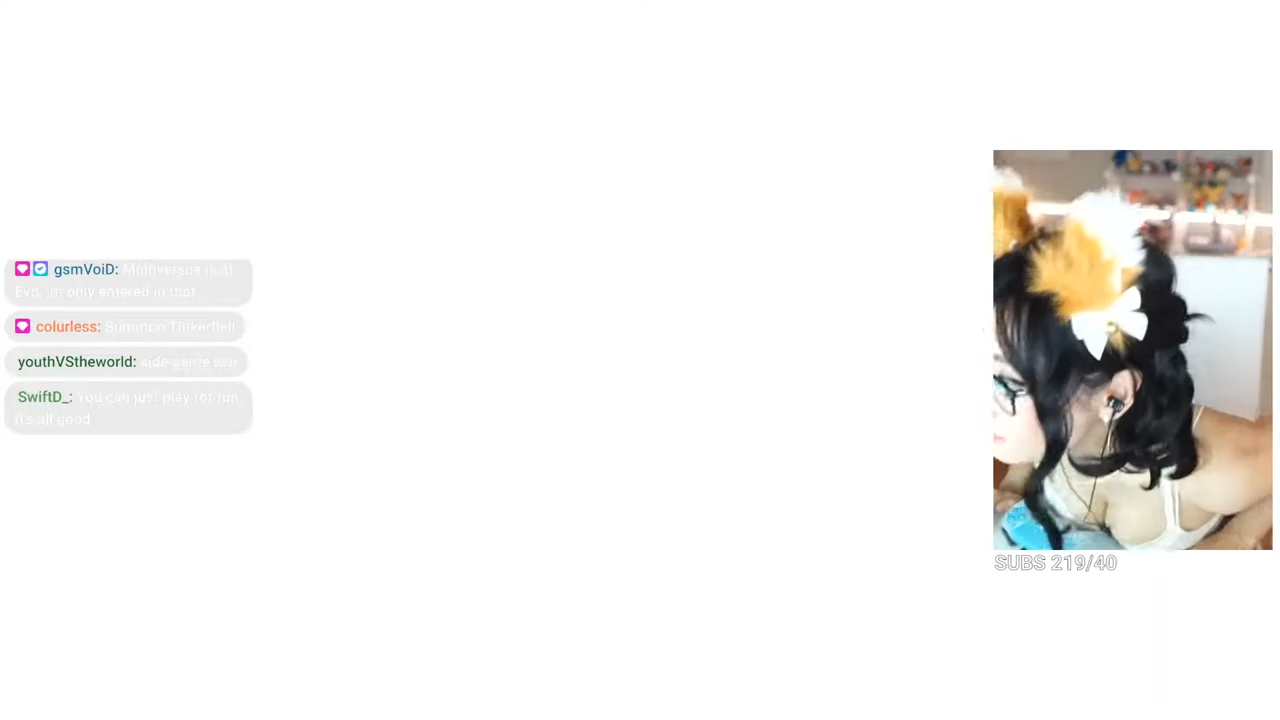 gsmVoiD: Multiversus is at
Evo, im only entered in that
colurless: Summon Tinkerbell
youthVStheworld: side
SwiftD_: You can just play for fun,
it's all good
SUBS 219/40